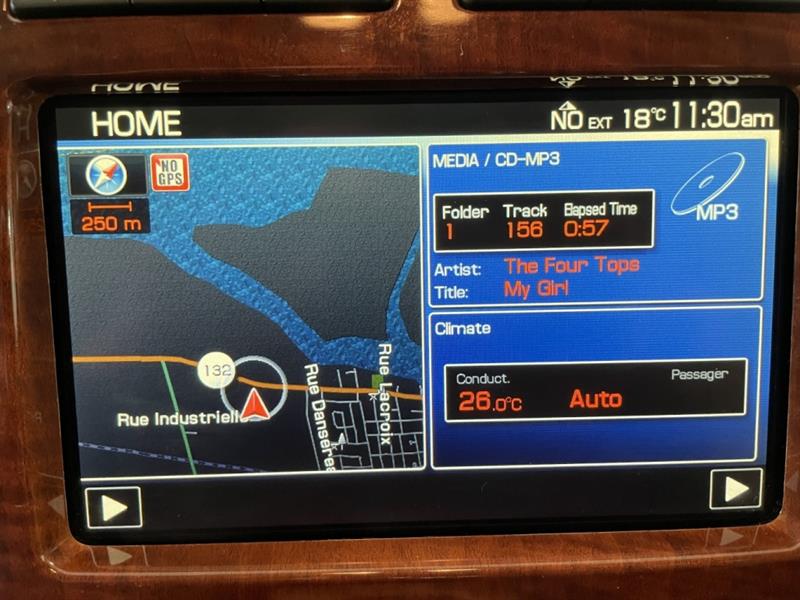 HOME
NO EXT 18°C 11:30am
NO GPS
250 m
132
Rue Industrielle
Rue Danserea
Rue Lacroix
MEDIA / CD-MP3
MP3
Folder Track Elapsed Time
1 156 0:57
Artist: The Four Tops
Title: My Girl
Climate
Conduct. Passager
26.0°C Auto